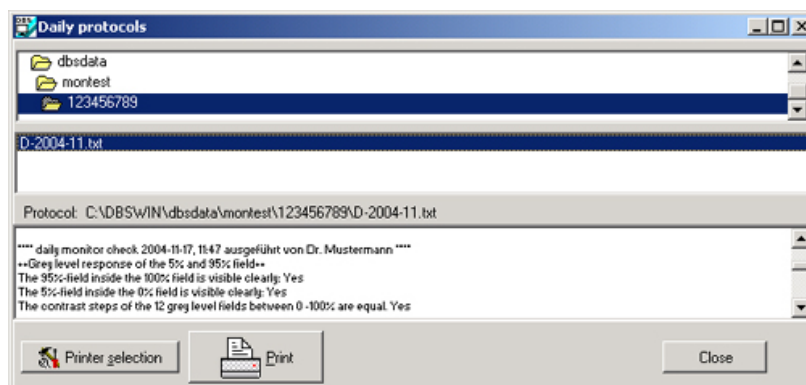 DBS
Daily protocols
dbsdata
montest
123456789
D-2004-11.txt
Protocol: C:\DBSWIN\dbsdata\montest\123456789\D-2004-11.txt
**** daily monitor check 2004-11-17, 11:47 ausgeführt von Dr. Mustermann ****
++Grey level response of the 5% and 95% field++
The 95%-field inside the 100% field is visible clearly: Yes
The 5%-field inside the 0% field is visible clearly: Yes
The contrast steps of the 12 grey level fields between 0 -100% are equal. Yes
Printer selection
Print
Close